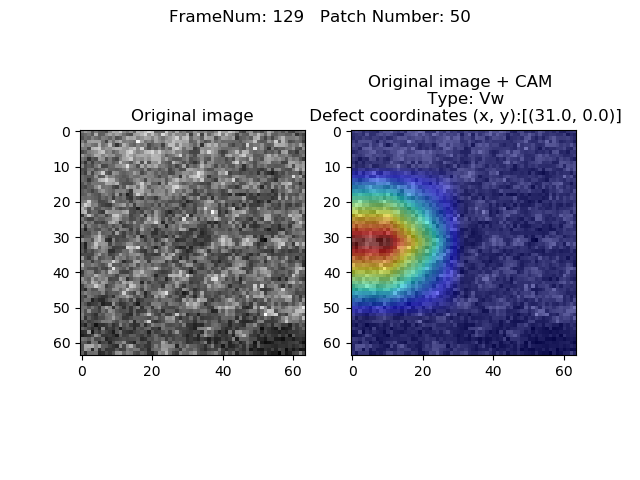 FrameNum: 129   Patch Number: 50
Original image
Original image + CAM
Type: Vw
Defect coordinates (x, y):[(31.0, 0.0)]
0
10
20
30
40
50
60
0 20 40 60
0
10
20
30
40
50
60
0 20 40 60